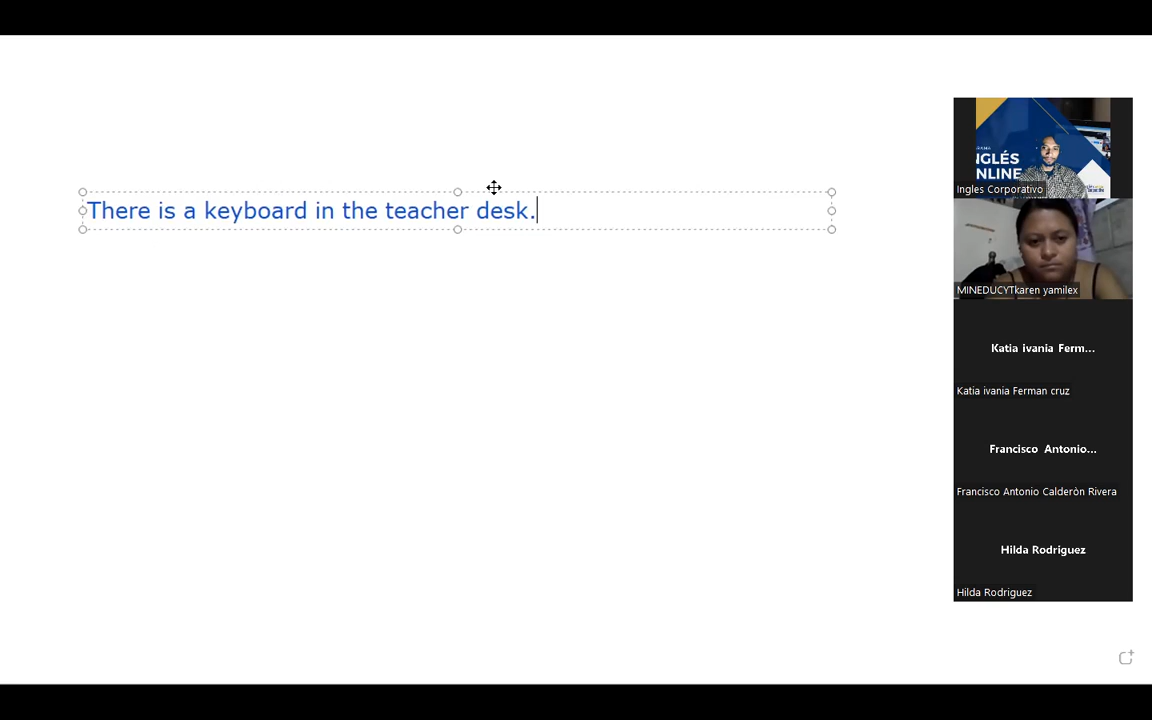 There is a keyboard in the teacher desk.
NGLÉS
NLINE
Ingles Corporativo
MINEDUCYTkaren yamilex
Katia ivania Ferm...
Katia ivania Ferman cruz
Francisco Antonio...
Francisco Antonio Calderòn Rivera
Hilda Rodriguez
Hilda Rodriguez